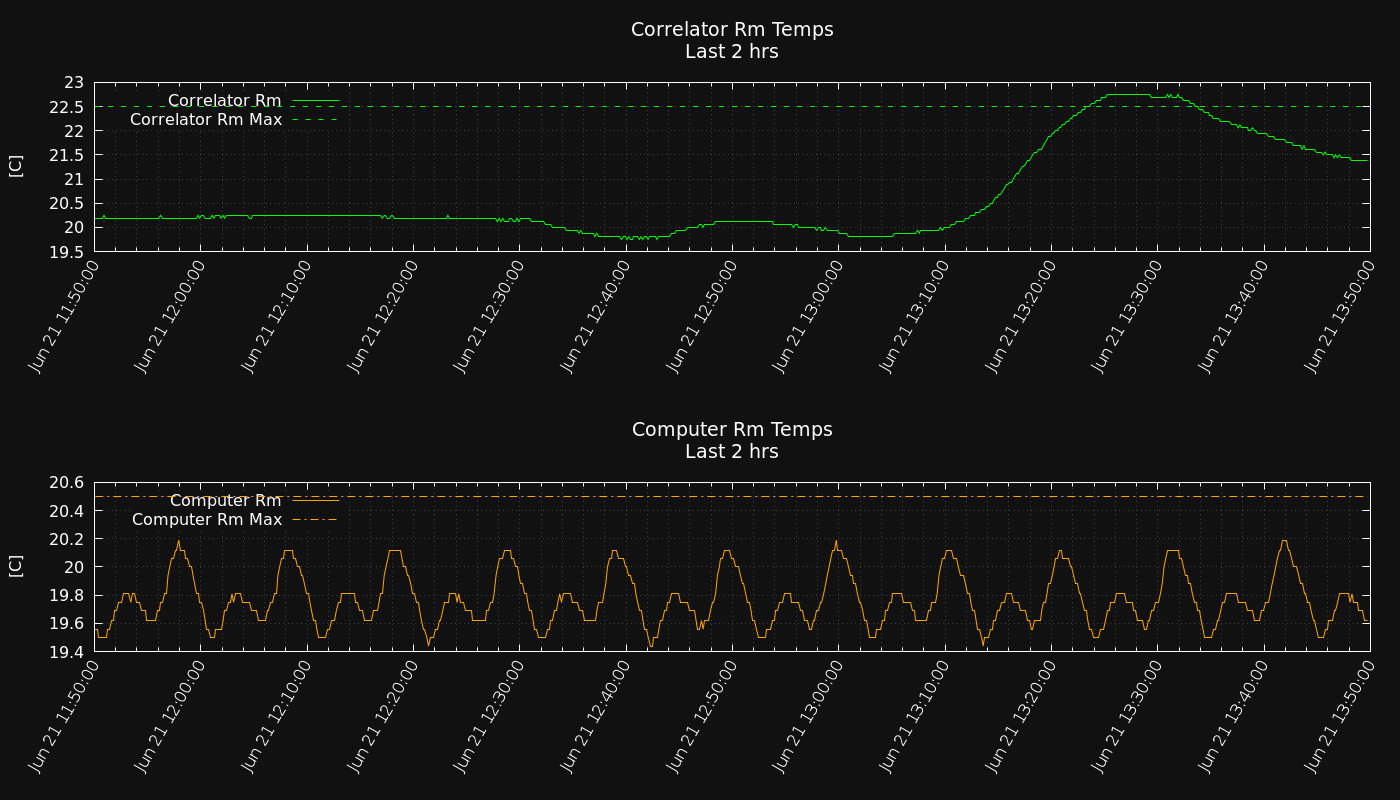 Correlator Rm Temps
Last 2 hrs
[C]
23
22.5
22
21.5
21
20.5
20
19.5
Correlator Rm
Correlator Rm Max
Jun 21 11:50:00
Jun 21 12:00:00
Jun 21 12:10:00
Jun 21 12:20:00
Jun 21 12:30:00
Jun 21 12:40:00
Jun 21 12:50:00
Jun 21 13:00:00
Jun 21 13:10:00
Jun 21 13:20:00
Jun 21 13:30:00
Jun 21 13:40:00
Jun 21 13:50:00
Computer Rm Temps
Last 2 hrs
[C]
20.6
20.4
20.2
20
19.8
19.6
19.4
Computer Rm
Computer Rm Max
Jun 21 11:50:00
Jun 21 12:00:00
Jun 21 12:10:00
Jun 21 12:20:00
Jun 21 12:30:00
Jun 21 12:40:00
Jun 21 12:50:00
Jun 21 13:00:00
Jun 21 13:10:00
Jun 21 13:20:00
Jun 21 13:30:00
Jun 21 13:40:00
Jun 21 13:50:00